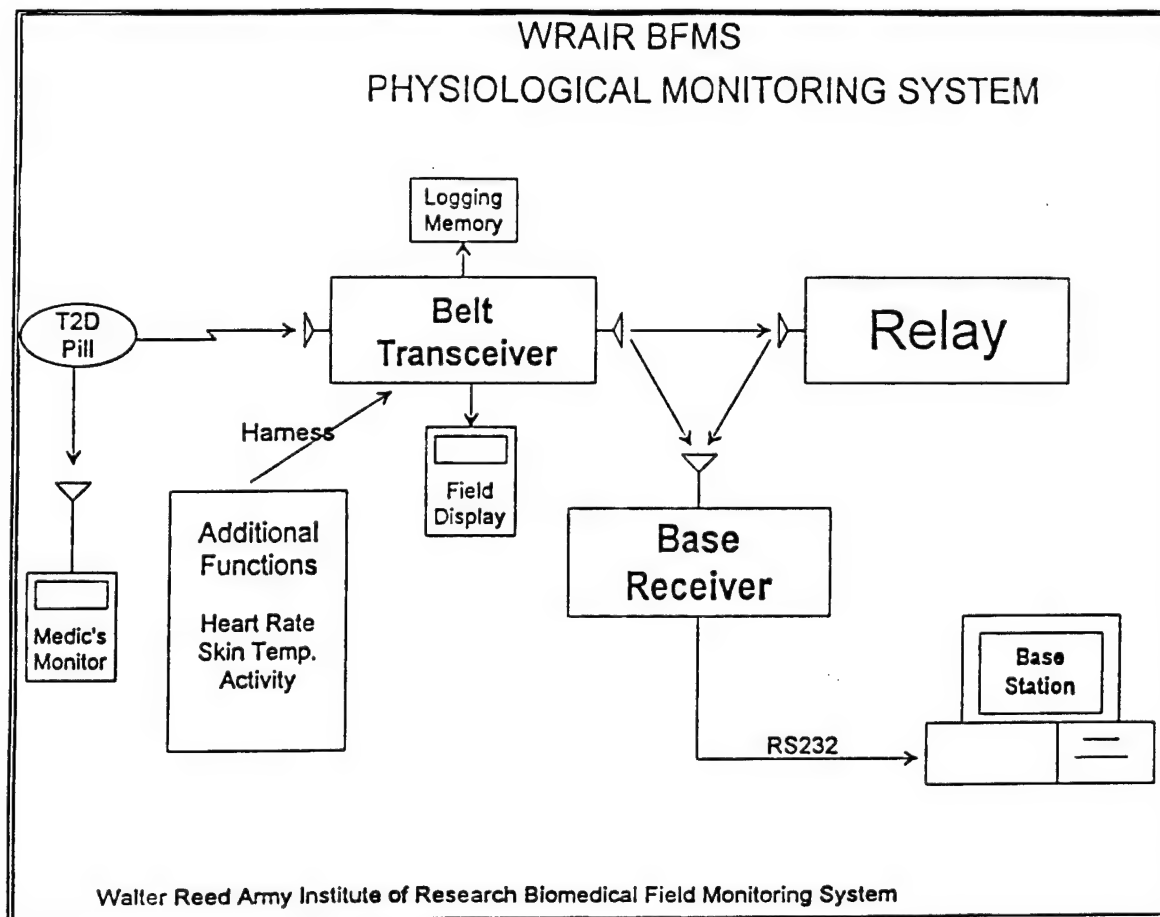 WRAIR BFMS
PHYSIOLOGICAL MONITORING SYSTEM
Logging
Memory
T2D
Pill
Belt
Transceiver
Relay
Harness
Field
Display
Additional
Functions
Heart Rate
Skin Temp.
Activity
Medic's
Monitor
Base
Receiver
Base
Station
RS232
Walter Reed Army Institute of Research Biomedical Field Monitoring System